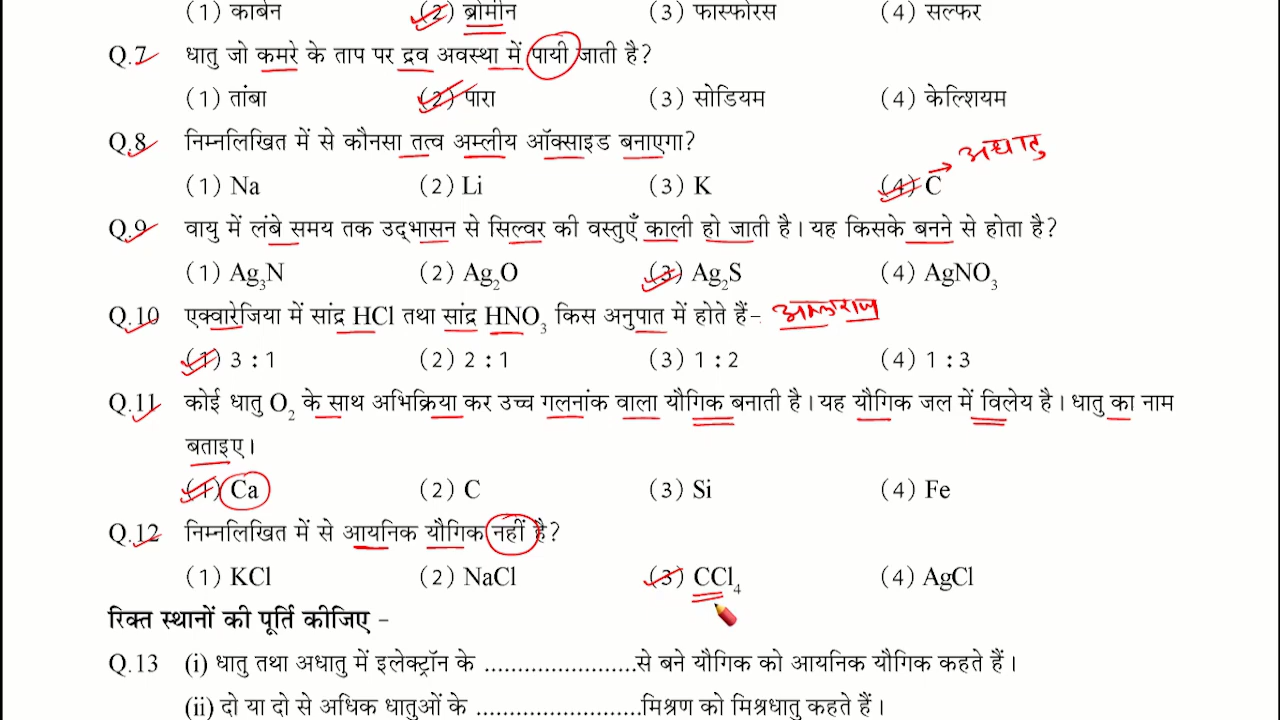 (1) कार्बन (2) ब्रोमीन (3) फास्फोरस (4) सल्फर
Q.7 धातु जो कमरे के ताप पर द्रव अवस्था में पायी जाती है?
(1) तांबा (2) पारा (3) सोडियम (4) केल्शियम
Q.8 निम्नलिखित में से कौनसा तत्व अम्लीय ऑक्साइड बनाएगा?
(1) Na (2) Li (3) K (4) C → अधातु
Q.9 वायु में लंबे समय तक उद्भासन से सिल्वर की वस्तुएँ काली हो जाती है। यह किसके बनने से होता है?
(1) Ag₃N (2) Ag₂O (3) Ag₂S (4) AgNO₃
Q.10 एक्वारेजिया में सांद्र HCl तथा सांद्र HNO₃ किस अनुपात में होते हैं- अम्लराज
(1) 3 : 1 (2) 2 : 1 (3) 1 : 2 (4) 1 : 3
Q.11 कोई धातु O₂ के साथ अभिक्रिया कर उच्च गलनांक वाला यौगिक बनाती है। यह यौगिक जल में विलेय है। धातु का नाम
बताइए।
(1) Ca (2) C (3) Si (4) Fe
Q.12 निम्नलिखित में से आयनिक यौगिक नहीं है?
(1) KCl (2) NaCl (3) CCl₄ (4) AgCl
रिक्त स्थानों की पूर्ति कीजिए -
Q.13 (i) धातु तथा अधातु में इलेक्ट्रॉन के .......................से बने यौगिक को आयनिक यौगिक कहते हैं।
(ii) दो या दो से अधिक धातुओं के .........................मिश्रण को मिश्रधातु कहते हैं।